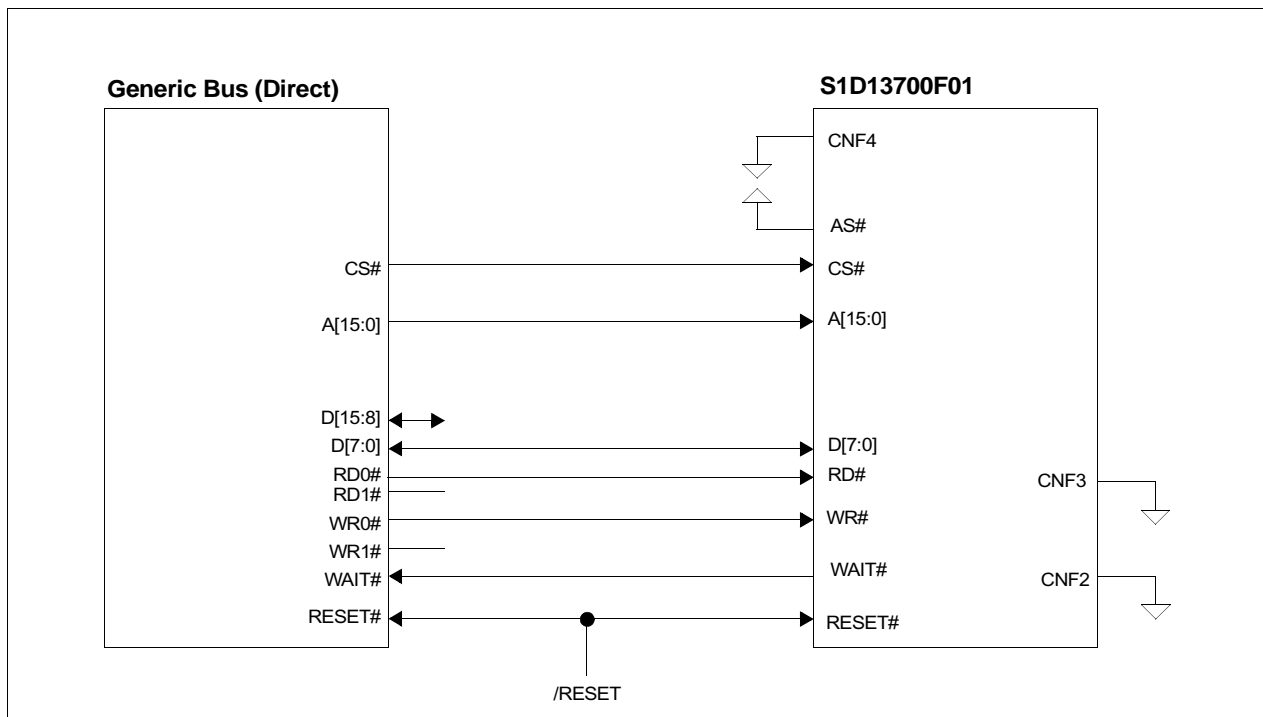 Generic Bus (Direct)
S1D13700F01
CNF4
AS#
CS#
CS#
A[15:0]
A[15:0]
D[15:8]
D[7:0]
D[7:0]
RD0#
RD#
RD1#
CNF3
WR0#
WR#
WR1#
WAIT#
WAIT#
CNF2
RESET#
RESET#
/RESET